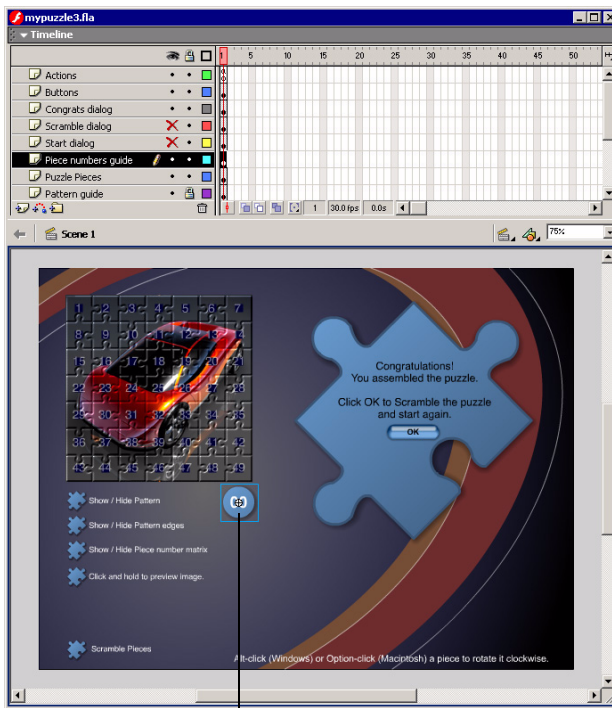 mypuzzle3.fla
Timeline
1 5 10 15 20 25 30 35 40 45 50
Actions
Buttons
Congrats dialog
Scramble dialog
Start dialog
Piece numbers guide
Puzzle Pieces
Pattern guide
1 30.0 fps 0.0s
Scene 1
75%
1 2 3 4 5 6 7
8 9 10 11 12 13 14
15 16 17 18 19 20 21
22 23 24 25 26 27 28
29 30 31 32 33 34 35
36 37 38 39 40 41 42
43 44 45 46 47 48 49
Congratulations!
You assembled the puzzle.
Click OK to Scramble the puzzle
and start again.
OK
Show / Hide Pattern
Show / Hide Pattern edges
Show / Hide Piece number matrix
Click and hold to preview image.
Scramble Pieces
Alt-click (Windows) or Option-click (Macintosh) a piece to rotate it clockwise.